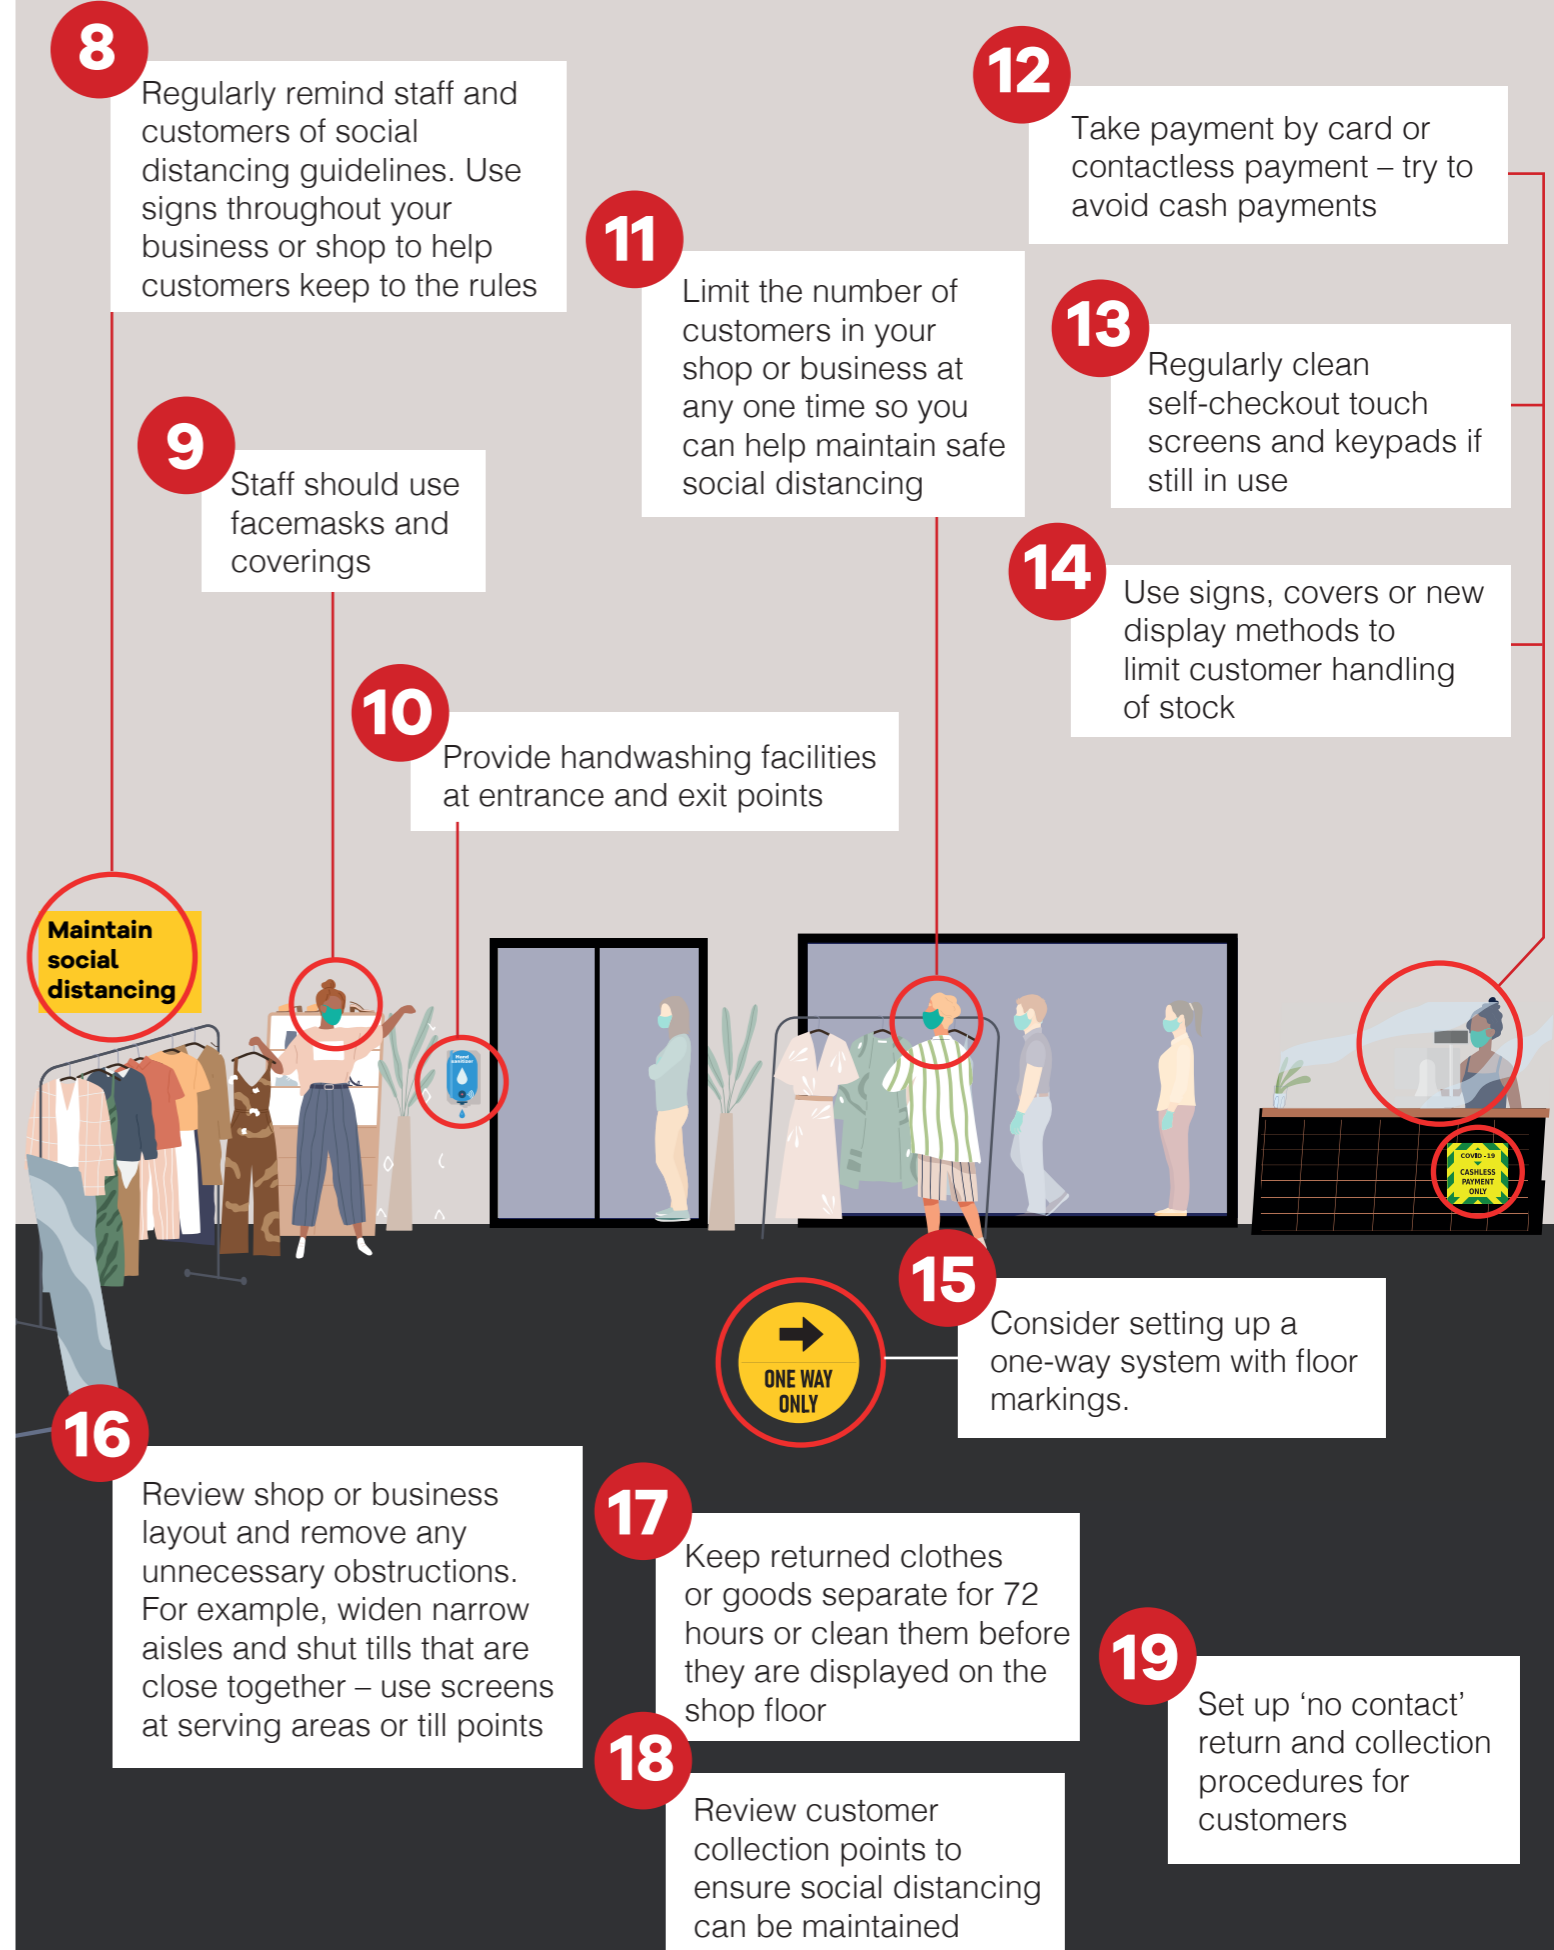 8
Regularly remind staff and
customers of social
distancing guidelines. Use
signs throughout your
business or shop to help
customers keep to the rules
9
Staff should use
facemasks and
coverings
10
Provide handwashing facilities
at entrance and exit points
11
Limit the number of
customers in your
shop or business at
any one time so you
can help maintain safe
social distancing
12
Take payment by card or
contactless payment – try to
avoid cash payments
13
Regularly clean
self-checkout touch
screens and keypads if
still in use
14
Use signs, covers or new
display methods to
limit customer handling
of stock
Maintain
social
distancing
Hand
sanitiser
COVID-19
CASHLESS
PAYMENT
ONLY
15
Consider setting up a
one-way system with floor
markings.
ONE WAY
ONLY
16
Review shop or business
layout and remove any
unnecessary obstructions.
For example, widen narrow
aisles and shut tills that are
close together – use screens
at serving areas or till points
17
Keep returned clothes
or goods separate for 72
hours or clean them before
they are displayed on the
shop floor
18
Review customer
collection points to
ensure social distancing
can be maintained
19
Set up ‘no contact’
return and collection
procedures for
customers